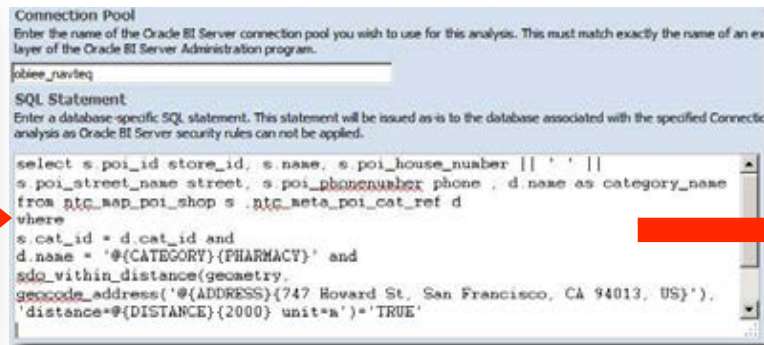 Connection Pool
Enter the name of the Oracle BI Server connection pool you wish to use for this analysis. This must match exactly the name of an ex
layer of the Oracle BI Server Administration program.
obiee_navteq
SQL Statement
Enter a database-specific SQL statement. This statement will be issued as-is to the database associated with the specified Connectio
analysis as Oracle BI Server security rules can not be applied.
select s.poi_id store_id, s.name, s.poi_house_number || ' ' ||
s.poi_street_name street, s.poi_phonenumber phone , d.name as category_name
from ntc_map_poi_shop s ,ntc_meta_poi_cat_ref d
where
s.cat_id = d.cat_id and
d.name = '@{CATEGORY}{PHARMACY}' and
sdo_within_distance(geometry,
geocode_address('@{ADDRESS}{747 Howard St, San Francisco, CA 94013, US}'),
'distance=@{DISTANCE}{2000} unit=m')='TRUE'